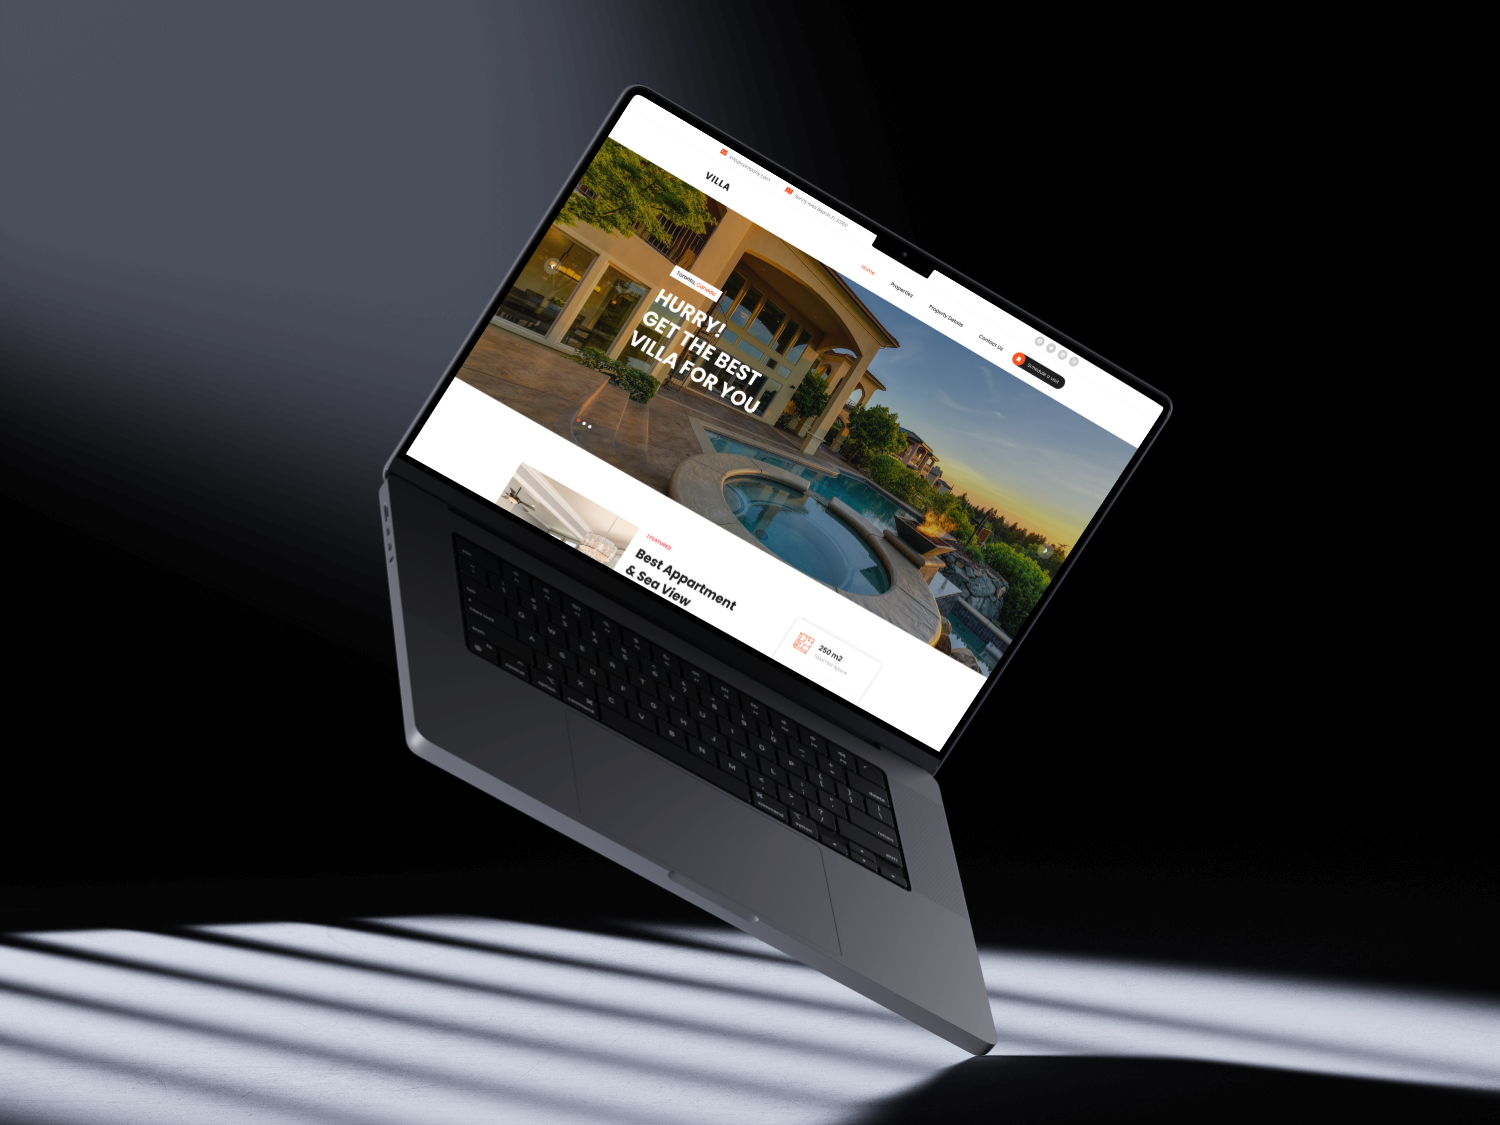 info@company.com
Sunny Isles Beach, FL 33160
VILLA
Home
Properties
Property Details
Contact Us
Schedule a visit
Toronto, Canada
HURRY!
GET THE BEST
VILLA FOR YOU
| FEATURED
Best Appartment
& Sea View
250 m2
Total Flat Space